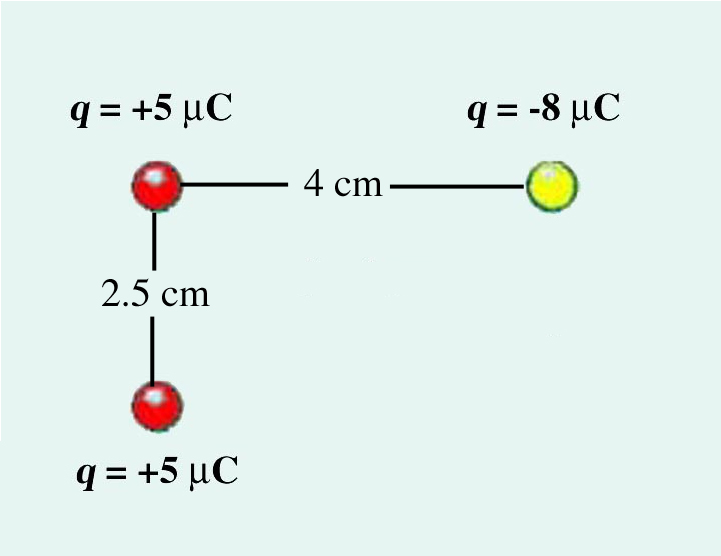 q = +5 μC
q = -8 μC
4 cm
2.5 cm
q = +5 μC